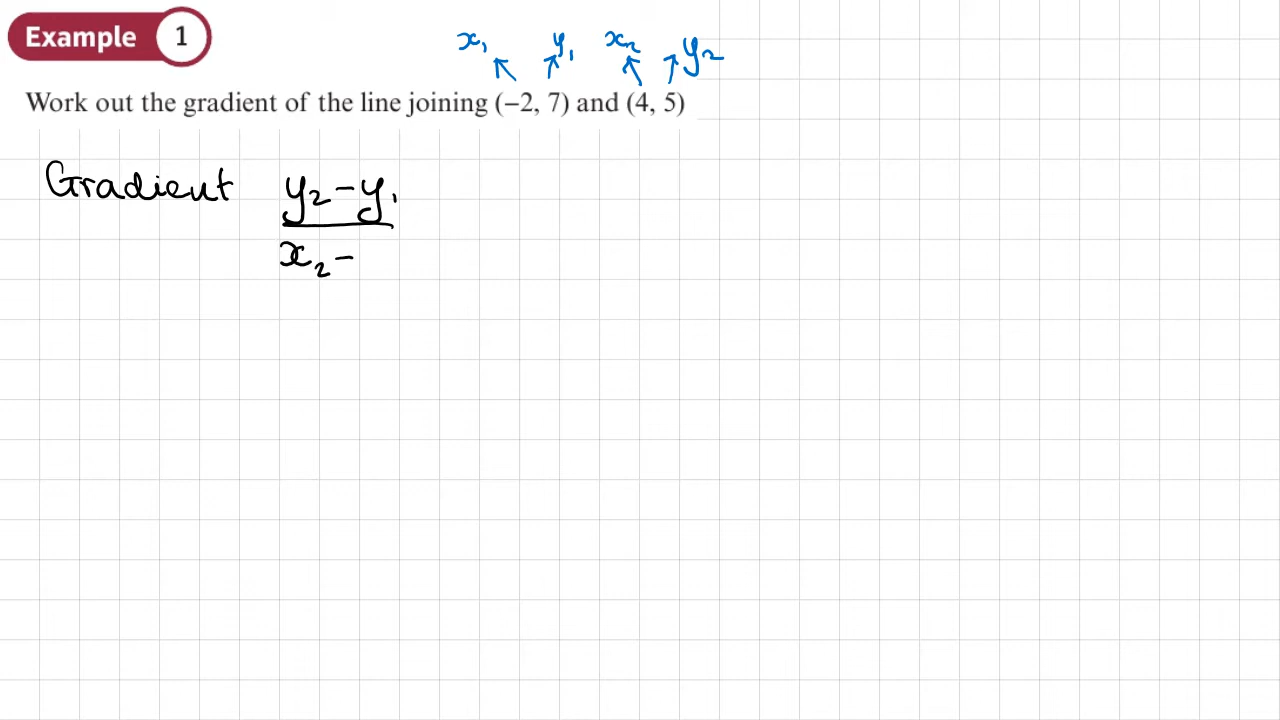 Example 1
x₁ y₁ x₂ y₂
Work out the gradient of the line joining (−2, 7) and (4, 5)
Gradient y₂ − y₁
x₂ −